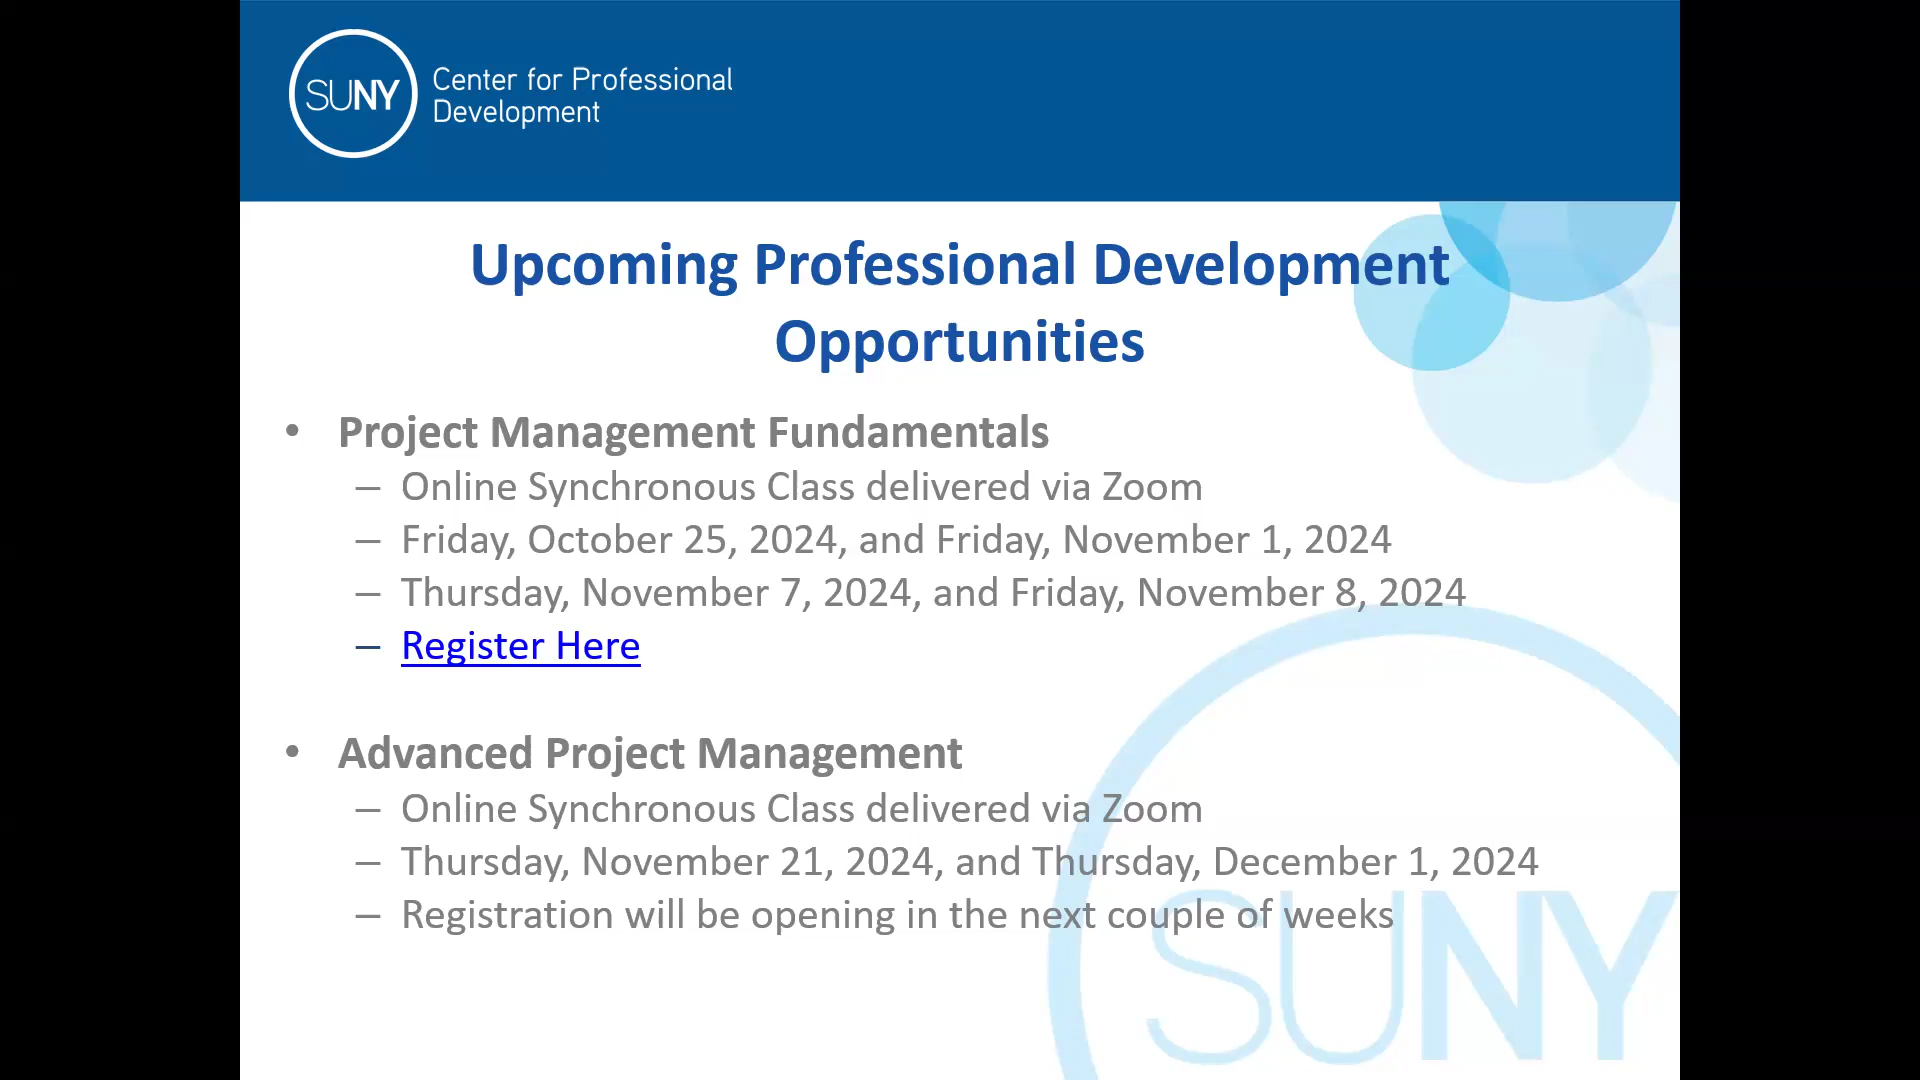 SUNY
Center for Professional
Development
Upcoming Professional Development
Opportunities
• Project Management Fundamentals
– Online Synchronous Class delivered via Zoom
– Friday, October 25, 2024, and Friday, November 1, 2024
– Thursday, November 7, 2024, and Friday, November 8, 2024
– Register Here
• Advanced Project Management
– Online Synchronous Class delivered via Zoom
– Thursday, November 21, 2024, and Thursday, December 1, 2024
– Registration will be opening in the next couple of weeks
SUNY